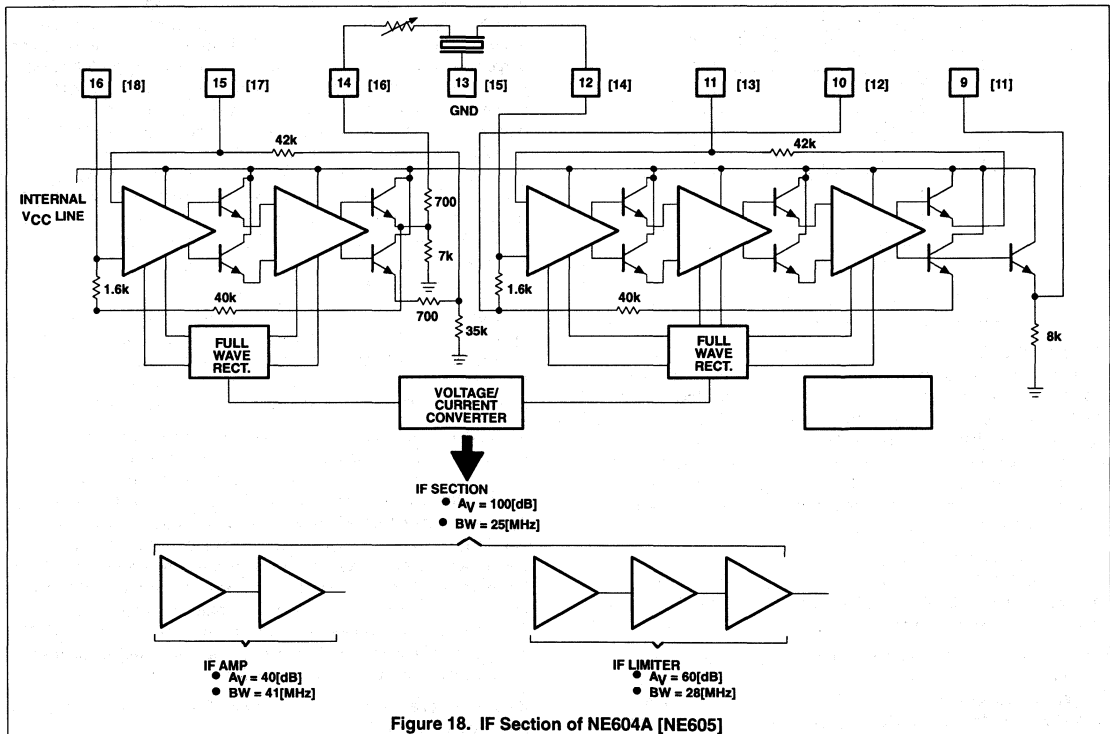 16 [18] 15 [17] 14 [16] 13 [15] 12 [14] 11 [13] 10 [12] 9 [11]
GND
42k 42k
INTERNAL
VCC LINE
700
7k
1.6k 40k 700 35k 1.6k 40k 8k
FULL
WAVE
RECT.
FULL
WAVE
RECT.
VOLTAGE/
CURRENT
CONVERTER
IF SECTION
● AV = 100[dB]
● BW = 25[MHz]
IF AMP
● AV = 40[dB]
● BW = 41[MHz]
IF LIMITER
● AV = 60[dB]
● BW = 28[MHz]
Figure 18. IF Section of NE604A [NE605]